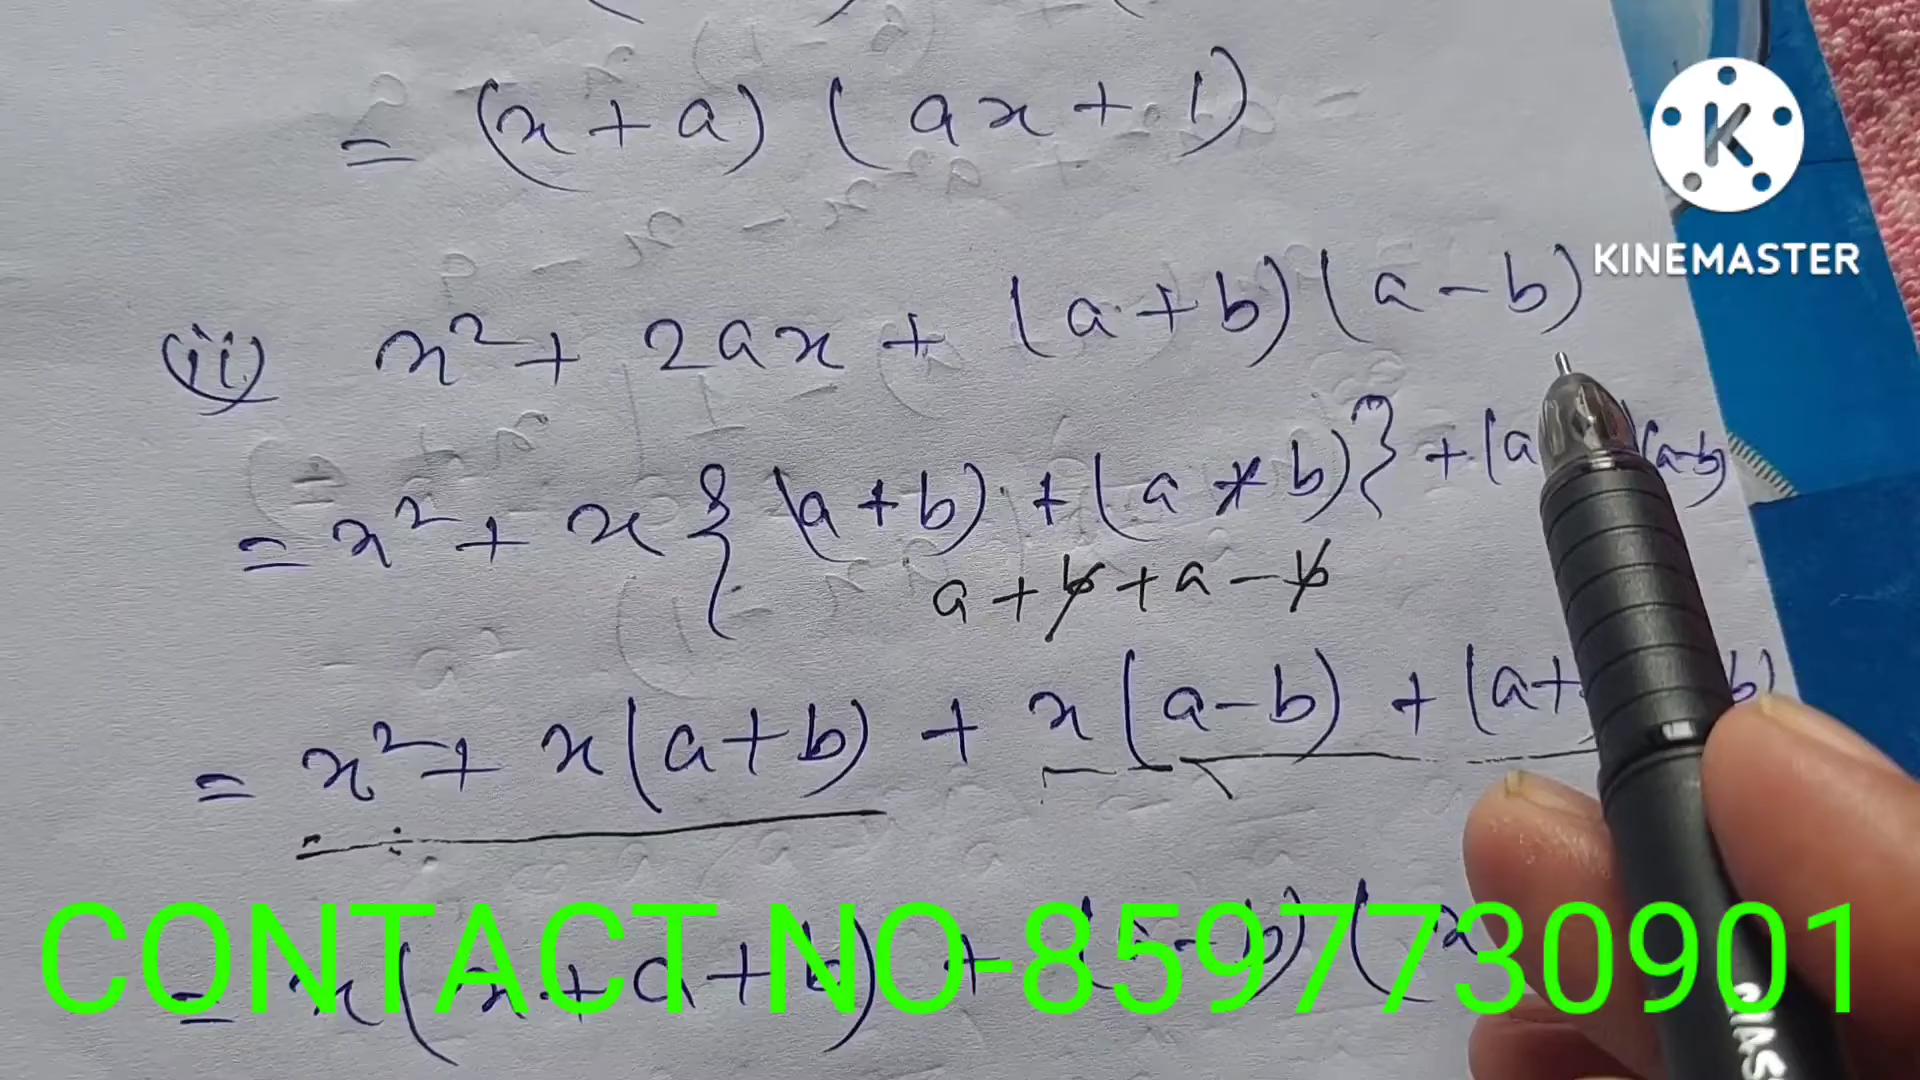 = (x + a) (ax + 1)
KINEMASTER
(ii) x² + 2ax + (a + b)(a - b)
= x² + x { (a + b) + (a - b)} + (a (a-b)
a + b + a - b
= x² + x(a + b) + x(a - b) + (a+ b)
= x(x + a + b) + (a - b) (x
CONTACT NO-8597730901